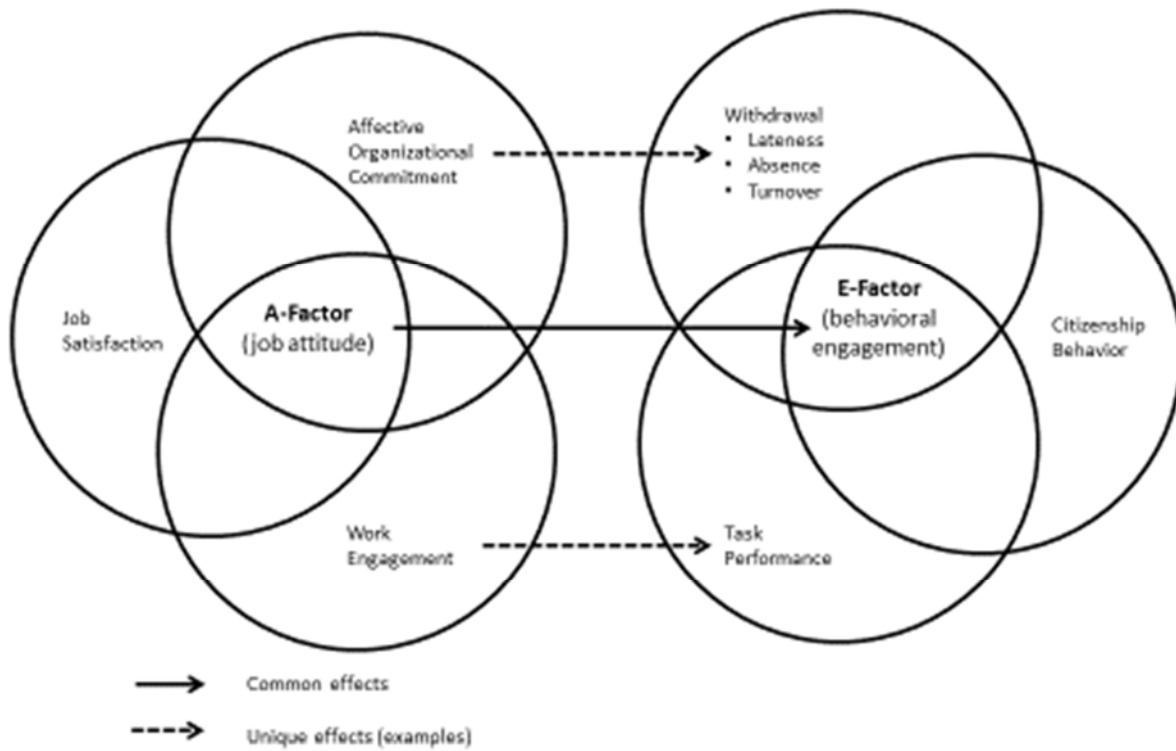 Affective
Organizational
Commitment
Withdrawal
• Lateness
• Absence
• Turnover
Job
Satisfaction
A-Factor
(job attitude)
E-Factor
(behavioral
engagement)
Citizenship
Behavior
Work
Engagement
Task
Performance
Common effects
Unique effects (examples)